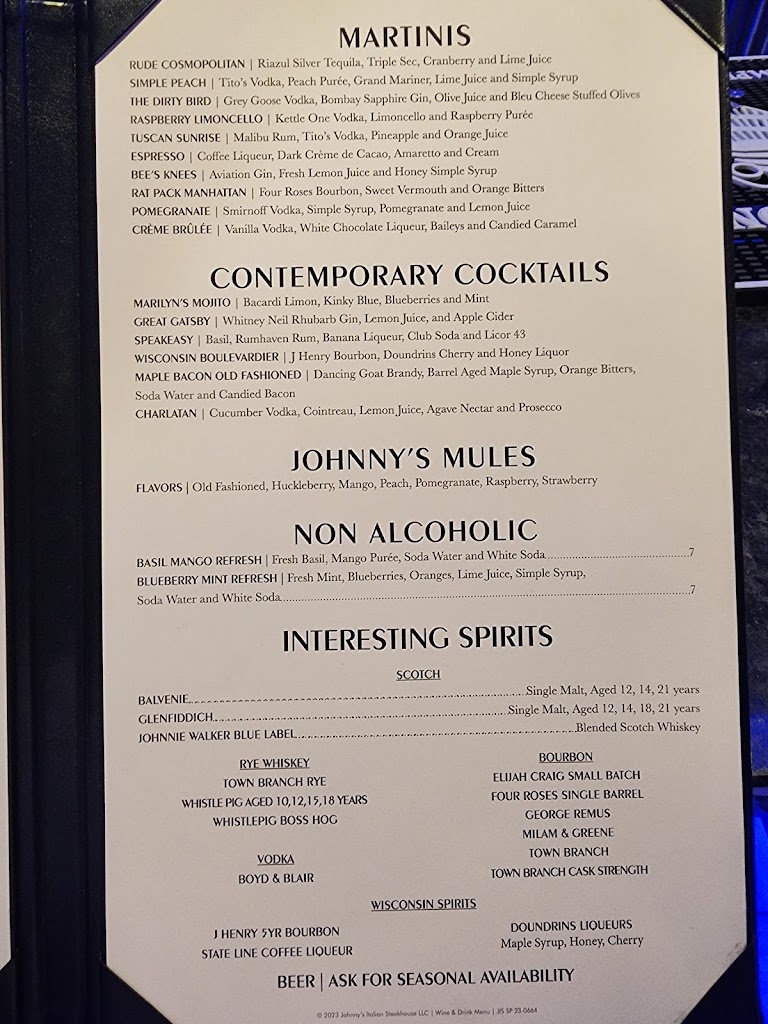 MARTINIS
RUDE COSMOPOLITAN | Riazul Silver Tequila, Triple Sec, Cranberry and Lime Juice
SIMPLE PEACH | Tito's Vodka, Peach Purée, Grand Mariner, Lime Juice and Simple Syrup
THE DIRTY BIRD | Grey Goose Vodka, Bombay Sapphire Gin, Olive Juice and Bleu Cheese Stuffed Olives
RASPBERRY LIMONCELLO | Kettle One Vodka, Limoncello and Raspberry Purée
TUSCAN SUNRISE | Malibu Rum, Tito's Vodka, Pineapple and Orange Juice
ESPRESSO | Coffee Liqueur, Dark Crème de Cacao, Amaretto and Cream
BEE'S KNEES | Aviation Gin, Fresh Lemon Juice and Honey Simple Syrup
RAT PACK MANHATTAN | Four Roses Bourbon, Sweet Vermouth and Orange Bitters
POMEGRANATE | Smirnoff Vodka, Simple Syrup, Pomegranate and Lemon Juice
CRÈME BRÛLÉE | Vanilla Vodka, White Chocolate Liqueur, Baileys and Candied Caramel
CONTEMPORARY COCKTAILS
MARILYN'S MOJITO | Bacardi Limon, Kinky Blue, Blueberries and Mint
GREAT GATSBY | Whitney Neil Rhubarb Gin, Lemon Juice, and Apple Cider
SPEAKEASY | Basil, Rumhaven Rum, Banana Liqueur, Club Soda and Licor 43
WISCONSIN BOULEVARDIER | J Henry Bourbon, Doundrins Cherry and Honey Liquor
MAPLE BACON OLD FASHIONED | Dancing Goat Brandy, Barrel Aged Maple Syrup, Orange Bitters,
Soda Water and Candied Bacon
CHARLATAN | Cucumber Vodka, Cointreau, Lemon Juice, Agave Nectar and Prosecco
JOHNNY'S MULES
FLAVORS | Old Fashioned, Huckleberry, Mango, Peach, Pomegranate, Raspberry, Strawberry
NON ALCOHOLIC
BASIL MANGO REFRESH | Fresh Basil, Mango Purée, Soda Water and White Soda 7
BLUEBERRY MINT REFRESH | Fresh Mint, Blueberries, Oranges, Lime Juice, Simple Syrup,
Soda Water and White Soda 7
INTERESTING SPIRITS
SCOTCH
BALVENIE Single Malt, Aged 12, 14, 21 years
GLENFIDDICH Single Malt, Aged 12, 14, 18, 21 years
JOHNNIE WALKER BLUE LABEL Blended Scotch Whiskey
RYE WHISKEY
TOWN BRANCH RYE
WHISTLE PIG AGED 10,12,15,18 YEARS
WHISTLEPIG BOSS HOG
VODKA
BOYD & BLAIR
BOURBON
ELIJAH CRAIG SMALL BATCH
FOUR ROSES SINGLE BARREL
GEORGE REMUS
MILAM & GREENE
TOWN BRANCH
TOWN BRANCH CASK STRENGTH
WISCONSIN SPIRITS
J HENRY 5YR BOURBON
STATE LINE COFFEE LIQUEUR
DOUNDRINS LIQUEURS
Maple Syrup, Honey, Cherry
BEER | ASK FOR SEASONAL AVAILABILITY
© 2023 Johnny's Italian Steakhouse LLC | Wine & Drink Menu | JIS SP 23-0664